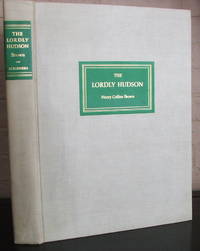 THE
LORDLY
HUDSON
Brown
SCRIBNERS
THE
LORDLY HUDSON
Henry Collins Brown